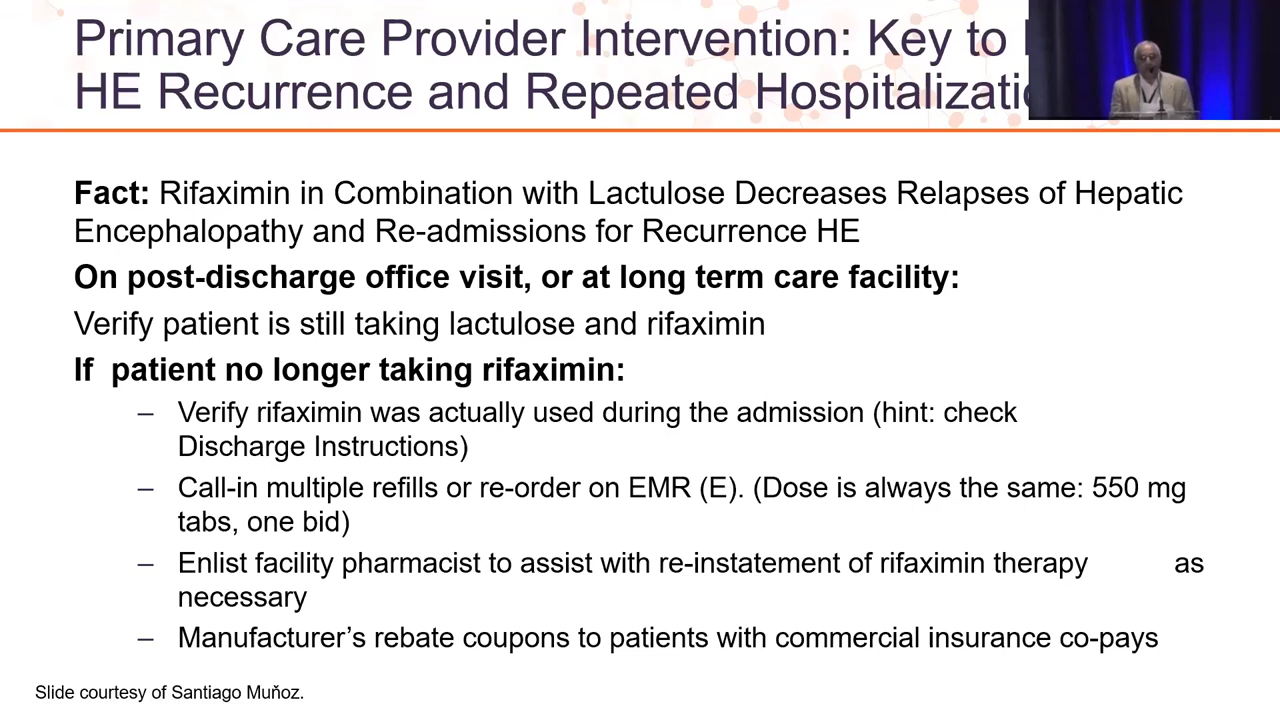 Primary Care Provider Intervention: Key to
HE Recurrence and Repeated
Fact: Rifaximin in Combination with Lactulose Decreases Relapses of Hepatic
Encephalopathy and Re-admissions for Recurrence HE
On post-discharge office visit, or at long term care facility:
Verify patient is still taking lactulose and rifaximin
If patient no longer taking rifaximin:
– Verify rifaximin was actually used during the admission (hint: check
Discharge Instructions)
– Call-in multiple refills or re-order on EMR (E). (Dose is always the same: 550 mg
tabs, one bid)
– Enlist facility pharmacist to assist with re-instatement of rifaximin therapy as
necessary
– Manufacturer’s rebate coupons to patients with commercial insurance co-pays
Slide courtesy of Santiago Muňoz.